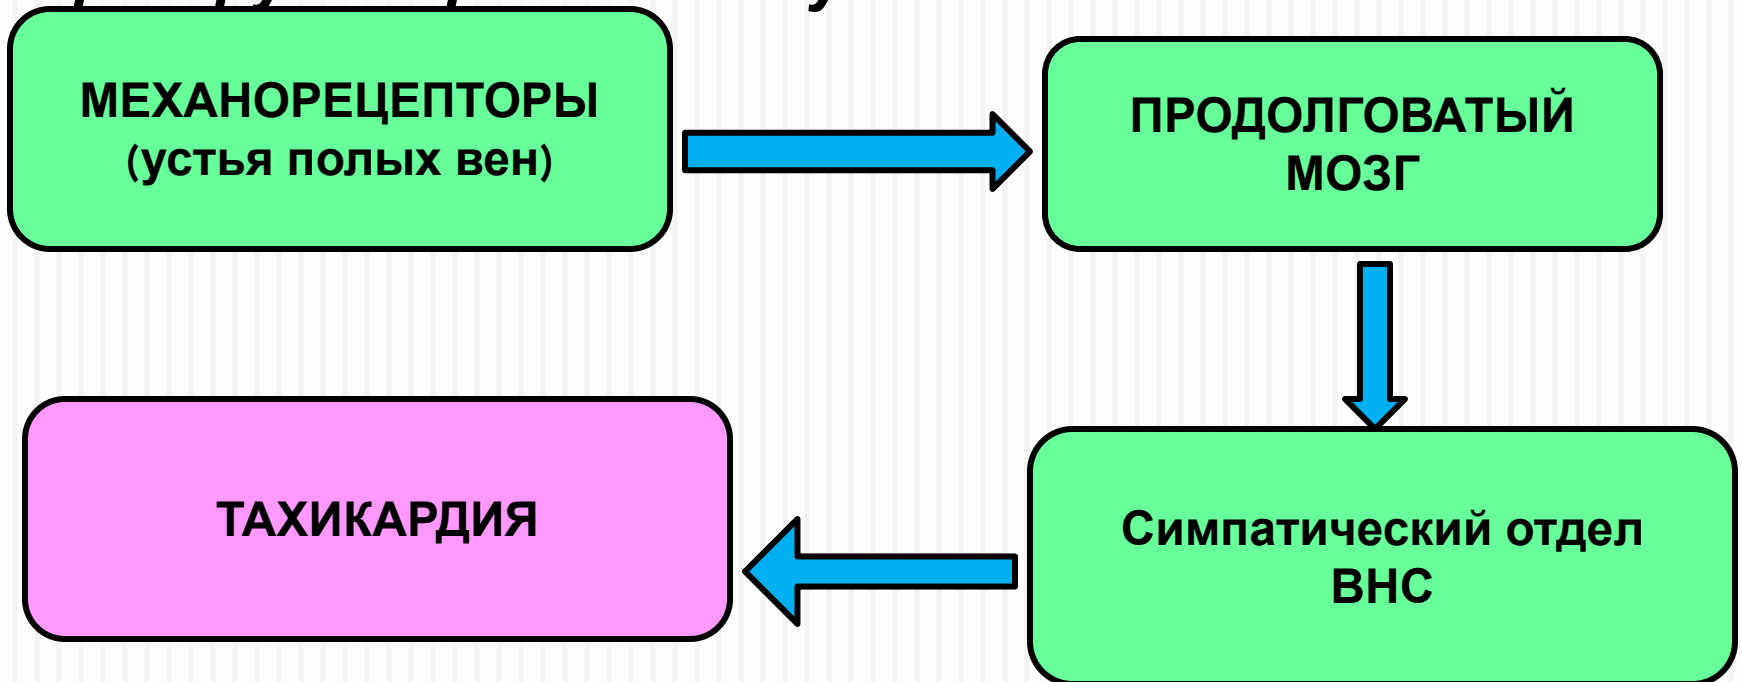 МЕХАНОРЕЦЕПТОРЫ
(устья полых вен)
ПРОДОЛГОВАТЫЙ
МОЗГ
Симпатический отдел
ВНС
ТАХИКАРДИЯ